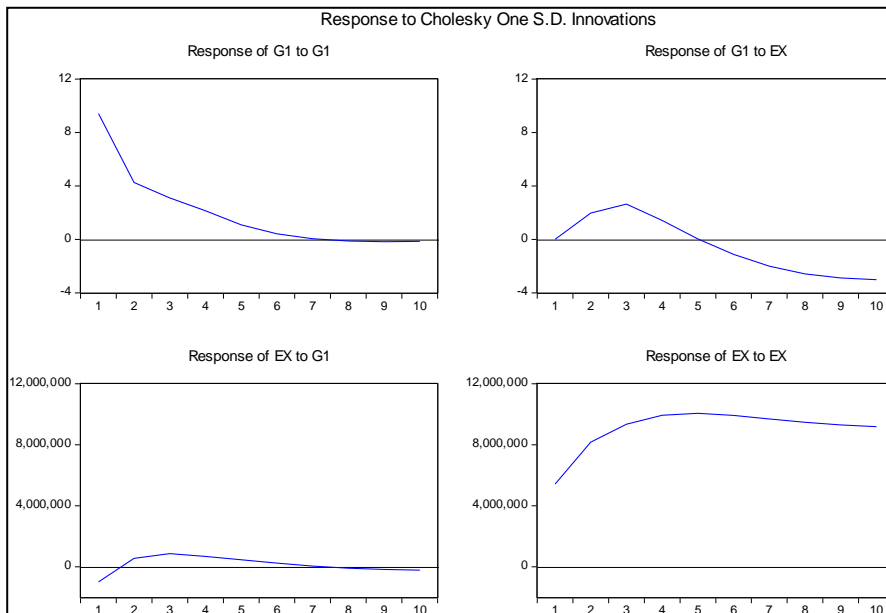 Response to Cholesky One S.D. Innovations
Response of G1 to G1
12
8
4
0
-4
1 2 3 4 5 6 7 8 9 10
Response of G1 to EX
12
8
4
0
-4
1 2 3 4 5 6 7 8 9 10
Response of EX to G1
12,000,000
8,000,000
4,000,000
0
1 2 3 4 5 6 7 8 9 10
Response of EX to EX
12,000,000
8,000,000
4,000,000
0
1 2 3 4 5 6 7 8 9 10